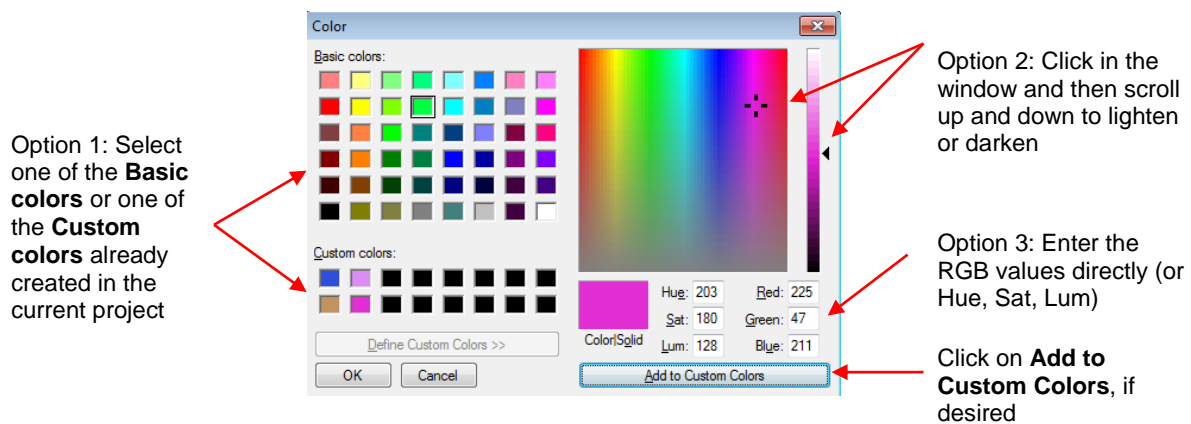 Option 1: Select
one of the Basic
colors or one of
the Custom
colors already
created in the
current project
Color
Basic colors:
Custom colors:
Define Custom Colors >>
OK
Cancel
Color|Solid
Hue: 203
Sat: 180
Lum: 128
Red: 225
Green: 47
Blue: 211
Add to Custom Colors
Option 2: Click in the
window and then scroll
up and down to lighten
or darken
Option 3: Enter the
RGB values directly (or
Hue, Sat, Lum)
Click on Add to
Custom Colors, if
desired